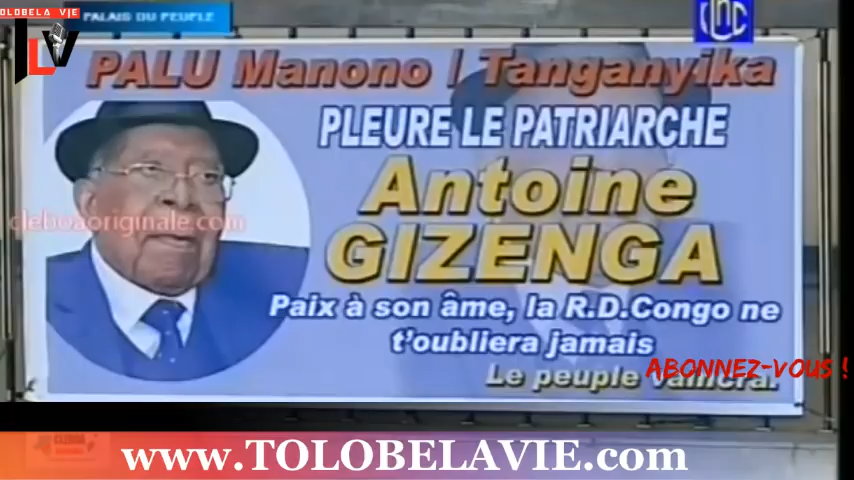 TOLOBELA VIE
PALAIS DU PEUPLE
PALU Manono / Tanganyika
PLEURE LE PATRIARCHE
Antoine
GIZENGA
cleboaoriginale.com
Paix à son âme, la R.D.Congo ne
t'oubliera jamais
ABONNEZ-VOUS !
Le peuple vaincra.
www.TOLOBELAVIE.com